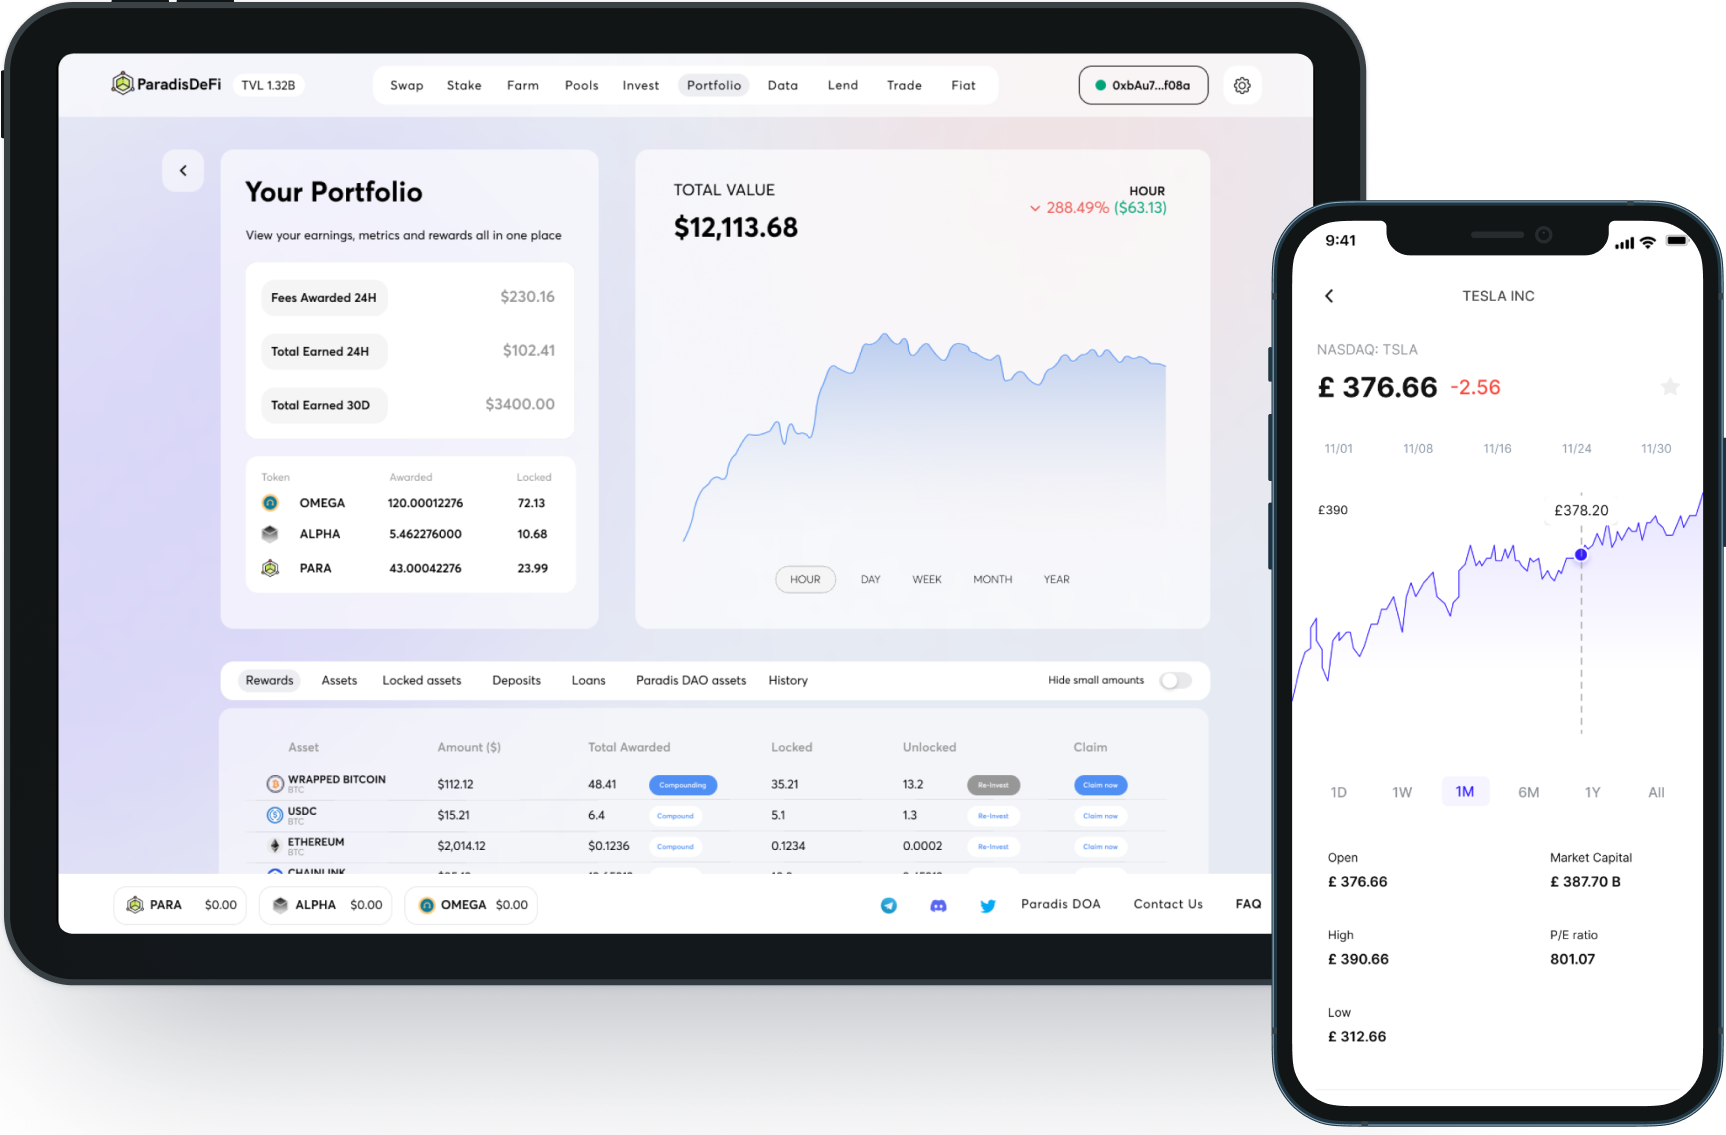 ParadisDeFi TVL 1.32B Swap Stake Farm Pools Invest Portfolio Data Lend Trade Fiat 0xbAu7...f08a
Your Portfolio
View your earnings, metrics and rewards all in one place
Fees Awarded 24H $230.16
Total Earned 24H $102.41
Total Earned 30D $3400.00
Token Awarded Locked
OMEGA 120.00012276 72.13
ALPHA 5.462276000 10.68
PARA 43.00042276 23.99
TOTAL VALUE
$12,113.68
HOUR
288.49% ($63.13)
HOUR DAY WEEK MONTH YEAR
Rewards Assets Locked assets Deposits Loans Paradis DAO assets History Hide small amounts
Asset Amount ($) Total Awarded Locked Unlocked Claim
WRAPPED BITCOIN $112.12 48.41 Compounding 35.21 13.2 Re-Invest Claim now
BTC
USDC $15.21 6.4 Compound 5.1 1.3 Re-Invest Claim now
BTC
ETHEREUM $2,014.12 $0.1236 Compound 0.1234 0.0002 Re-Invest Claim now
BTC
CHAINLINK
PARA $0.00 ALPHA $0.00 OMEGA $0.00 Paradis DOA Contact Us FAQ
9:41
TESLA INC
NASDAQ: TSLA
£ 376.66 -2.56
11/01 11/08 11/16 11/24 11/30
£390 £378.20
1D 1W 1M 6M 1Y All
Open Market Capital
£ 376.66 £ 387.70 B
High P/E ratio
£ 390.66 801.07
Low
£ 312.66